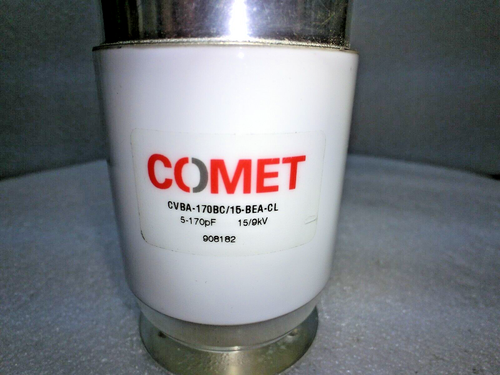 COMET
CVBA-170BC/15-BEA-CL
5-170pF 15/9kV
908182